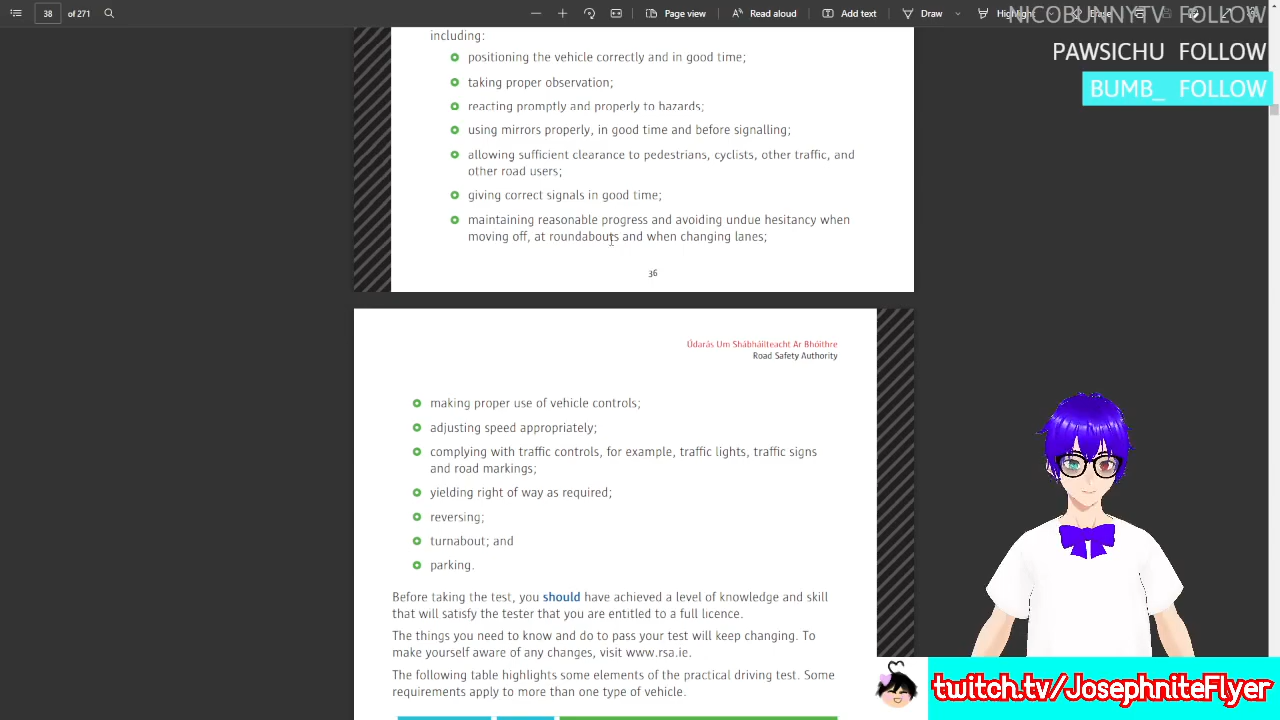 38 of 271
Page view
Read aloud
Add text
Draw
Highlight
Erase
NICOBONNYTV FOLLOW
PAWSICHU FOLLOW
BUMB_ FOLLOW
including:
positioning the vehicle correctly and in good time;
taking proper observation;
reacting promptly and properly to hazards;
using mirrors properly, in good time and before signalling;
allowing sufficient clearance to pedestrians, cyclists, other traffic, and
other road users;
giving correct signals in good time;
maintaining reasonable progress and avoiding undue hesitancy when
moving off, at roundabouts and when changing lanes;
36
Údarás Um Shábháilteacht Ar Bhóithre
Road Safety Authority
making proper use of vehicle controls;
adjusting speed appropriately;
complying with traffic controls, for example, traffic lights, traffic signs
and road markings;
yielding right of way as required;
reversing;
turnabout; and
parking.
Before taking the test, you should have achieved a level of knowledge and skill
that will satisfy the tester that you are entitled to a full licence.
The things you need to know and do to pass your test will keep changing. To
make yourself aware of any changes, visit www.rsa.ie.
The following table highlights some elements of the practical driving test. Some
requirements apply to more than one type of vehicle.
twitch.tv/JosephniteFlyer